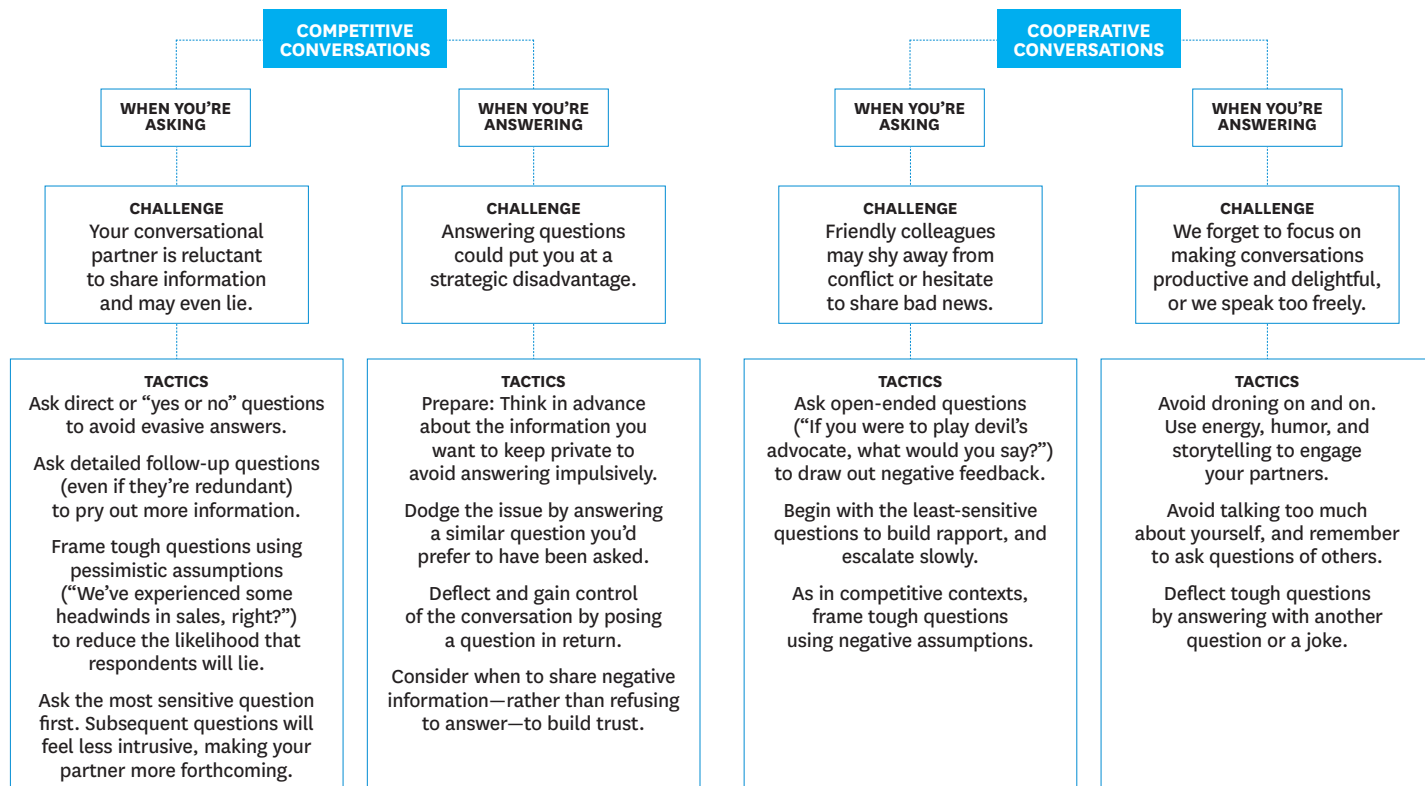 COMPETITIVE
CONVERSATIONS
WHEN YOU’RE
ASKING
CHALLENGE
Your conversational
partner is reluctant
to share information
and may even lie.
TACTICS
Ask direct or “yes or no” questions
to avoid evasive answers.
Ask detailed follow-up questions
(even if they’re redundant)
to pry out more information.
Frame tough questions using
pessimistic assumptions
(“We’ve experienced some
headwinds in sales, right?”)
to reduce the likelihood that
respondents will lie.
Ask the most sensitive question
first. Subsequent questions will
feel less intrusive, making your
partner more forthcoming.
WHEN YOU’RE
ANSWERING
CHALLENGE
Answering questions
could put you at a
strategic disadvantage.
TACTICS
Prepare: Think in advance
about the information you
want to keep private to
avoid answering impulsively.
Dodge the issue by answering
a similar question you’d
prefer to have been asked.
Deflect and gain control
of the conversation by posing
a question in return.
Consider when to share negative
information—rather than refusing
to answer—to build trust.
COOPERATIVE
CONVERSATIONS
WHEN YOU’RE
ASKING
CHALLENGE
Friendly colleagues
may shy away from
conflict or hesitate
to share bad news.
TACTICS
Ask open-ended questions
(“If you were to play devil’s
advocate, what would you say?”)
to draw out negative feedback.
Begin with the least-sensitive
questions to build rapport, and
escalate slowly.
As in competitive contexts,
frame tough questions
using negative assumptions.
WHEN YOU’RE
ANSWERING
CHALLENGE
We forget to focus on
making conversations
productive and delightful,
or we speak too freely.
TACTICS
Avoid droning on and on.
Use energy, humor, and
storytelling to engage
your partners.
Avoid talking too much
about yourself, and remember
to ask questions of others.
Deflect tough questions
by answering with another
question or a joke.